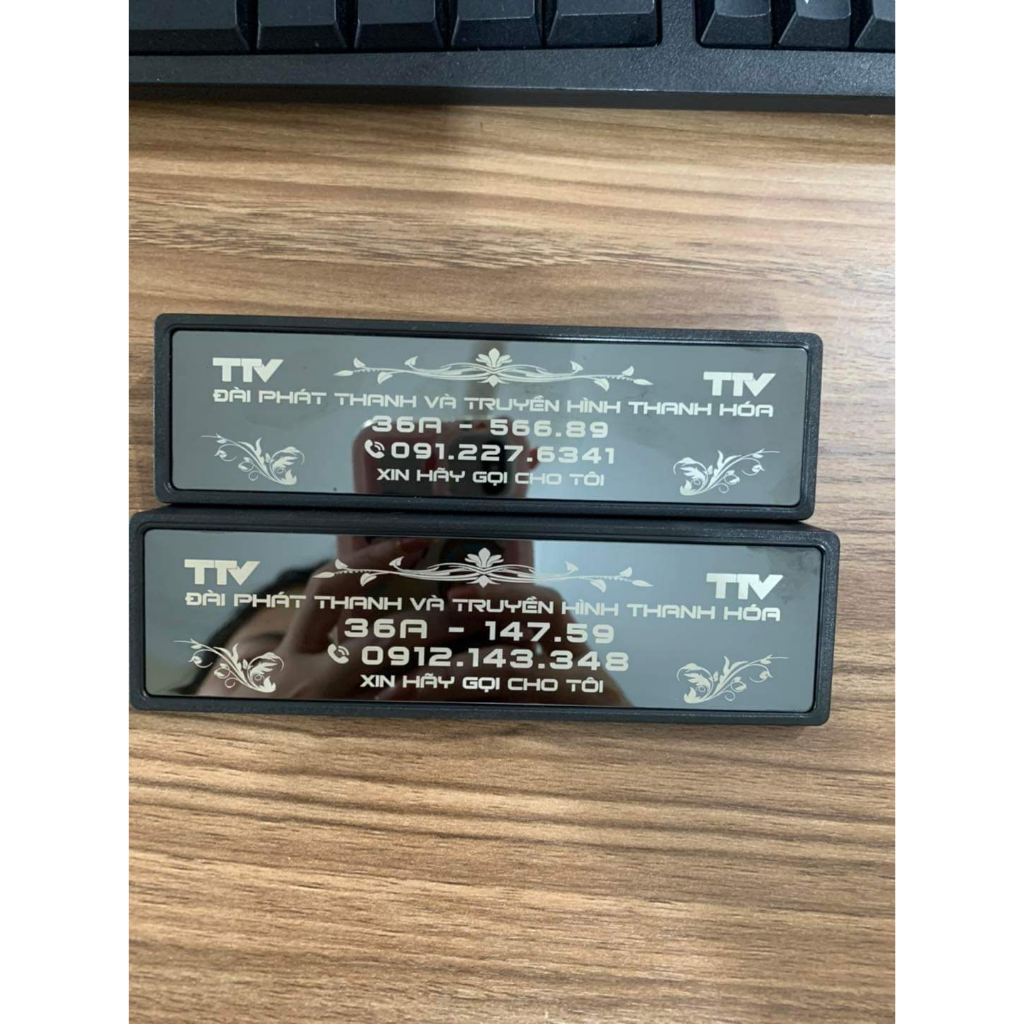 TTV TTV
ĐÀI PHÁT THANH VÀ TRUYỀN HÌNH THANH HÓA
36A - 566.89
091.227.6341
XIN HÃY GỌI CHO TÔI
TTV TTV
ĐÀI PHÁT THANH VÀ TRUYỀN HÌNH THANH HÓA
36A - 147.59
0912.143.348
XIN HÃY GỌI CHO TÔI